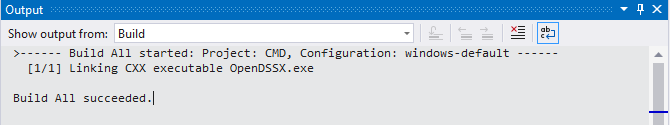 Output
Show output from: Build
>------ Build All started: Project: CMD, Configuration: windows-default ------
[1/1] Linking CXX executable OpenDSSX.exe
Build All succeeded.